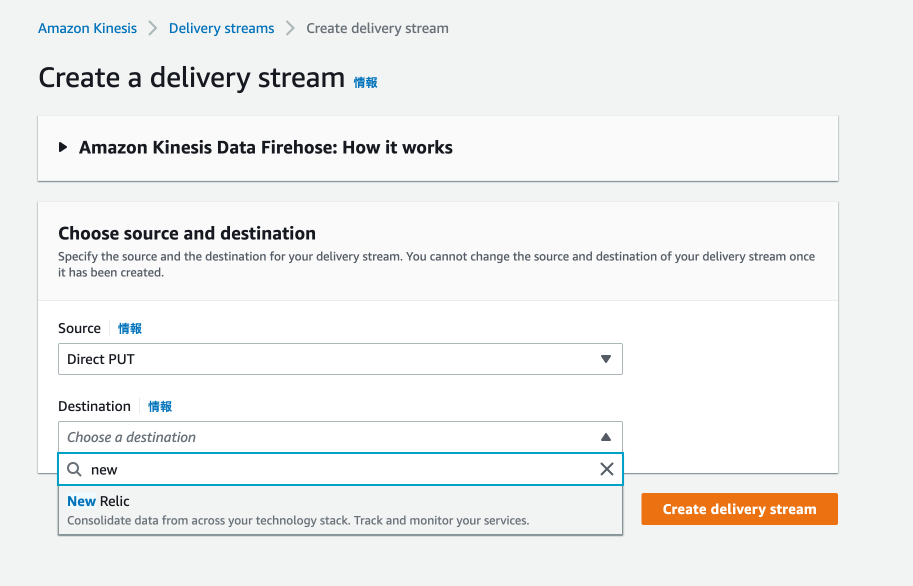 Amazon Kinesis > Delivery streams > Create delivery stream
Create a delivery stream 情報
Amazon Kinesis Data Firehose: How it works
Choose source and destination
Specify the source and the destination for your delivery stream. You cannot change the source and destination of your delivery stream once
it has been created.
Source 情報
Direct PUT
Destination 情報
Choose a destination
new
New Relic
Consolidate data from across your technology stack. Track and monitor your services.
Create delivery stream